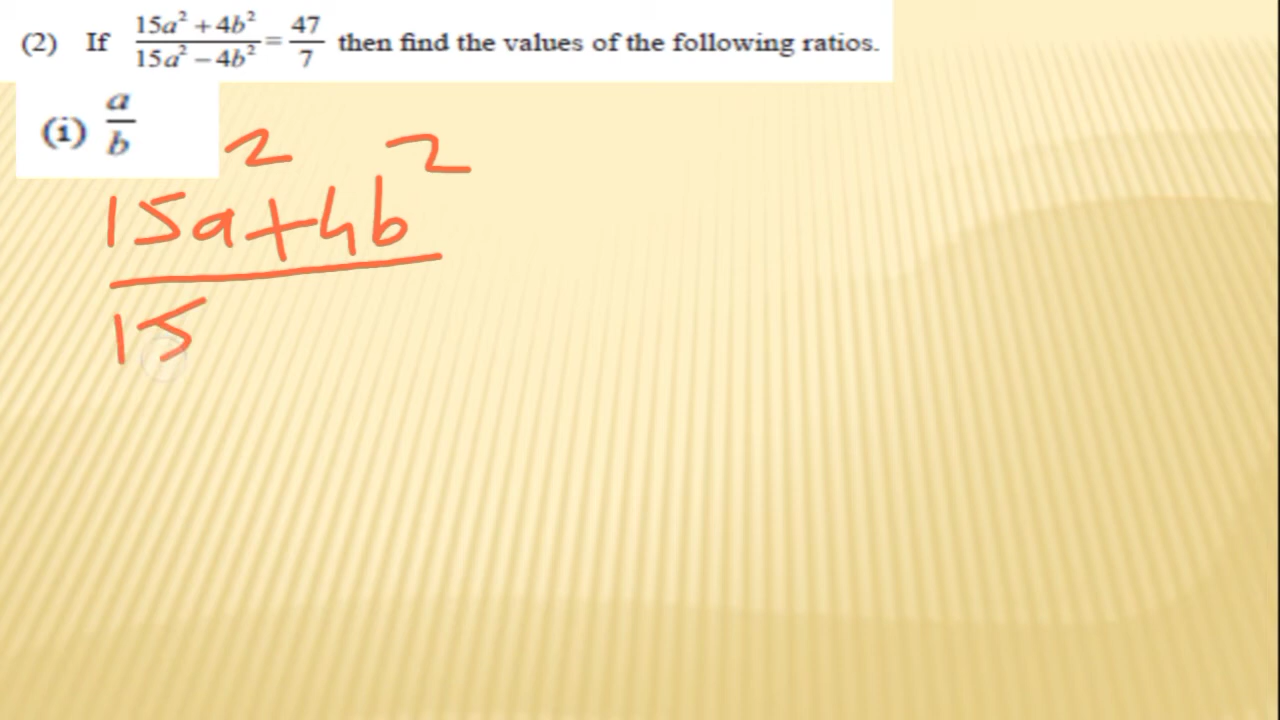 (2) If (15a² + 4b²)/(15a² − 4b²) = 47/7 then find the values of the following ratios.
(i) a/b
15a²+4b²
15